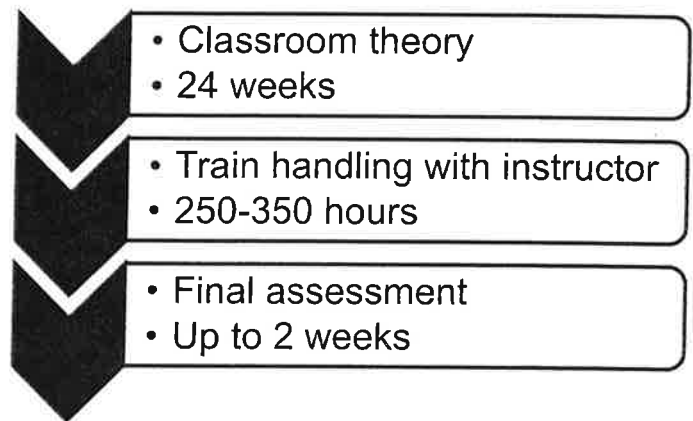 • Classroom theory
• 24 weeks
• Train handling with instructor
• 250-350 hours
• Final assessment
• Up to 2 weeks